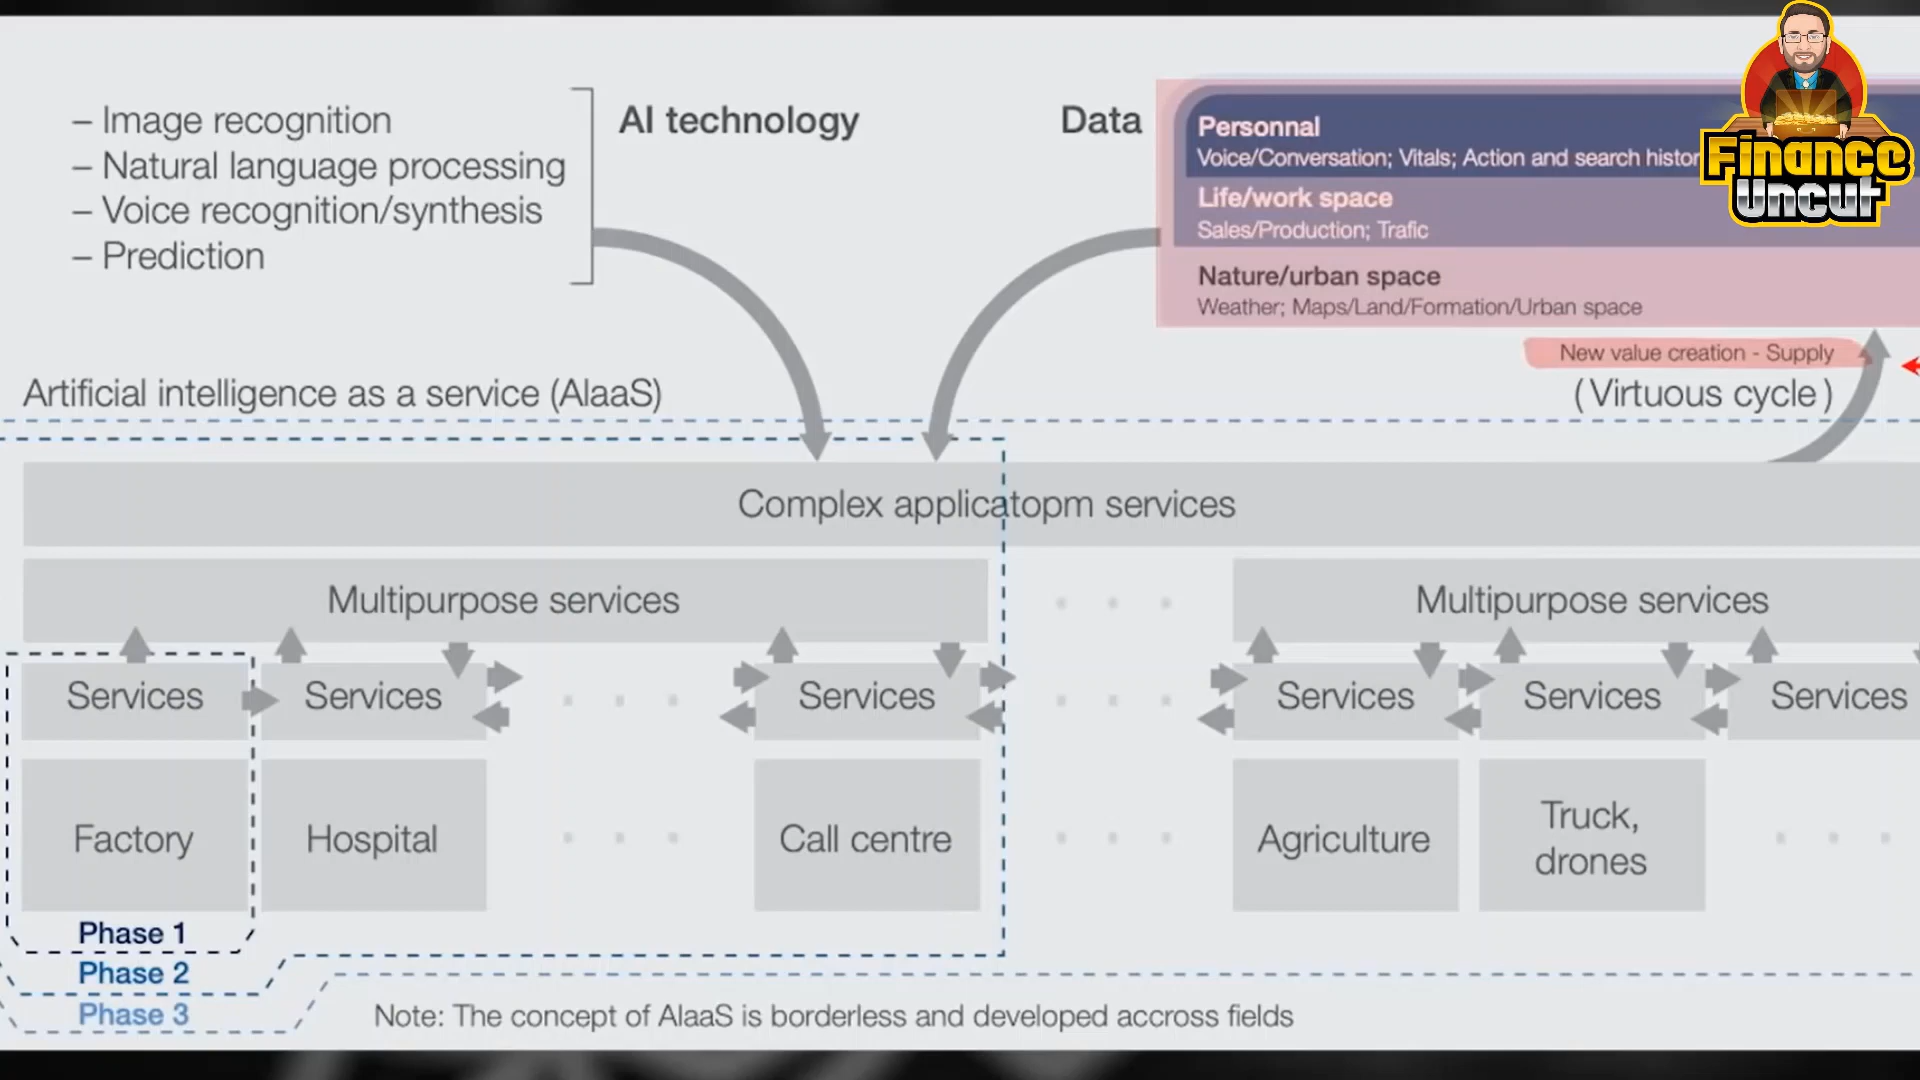 – Image recognition
– Natural language processing
– Voice recognition/synthesis
– Prediction
AI technology
Data
Personnal
Voice/Conversation; Vitals; Action and search histor
Life/work space
Sales/Production; Trafic
Nature/urban space
Weather; Maps/Land/Formation/Urban space
Finance
Uncut
New value creation - Supply
(Virtuous cycle)
Artificial intelligence as a service (AIaaS)
Complex applicatopm services
Multipurpose services
Multipurpose services
Services
Services
Services
Services
Services
Services
Factory
Hospital
Call centre
Agriculture
Truck,
drones
Phase 1
Phase 2
Phase 3
Note: The concept of AIaaS is borderless and developed accross fields